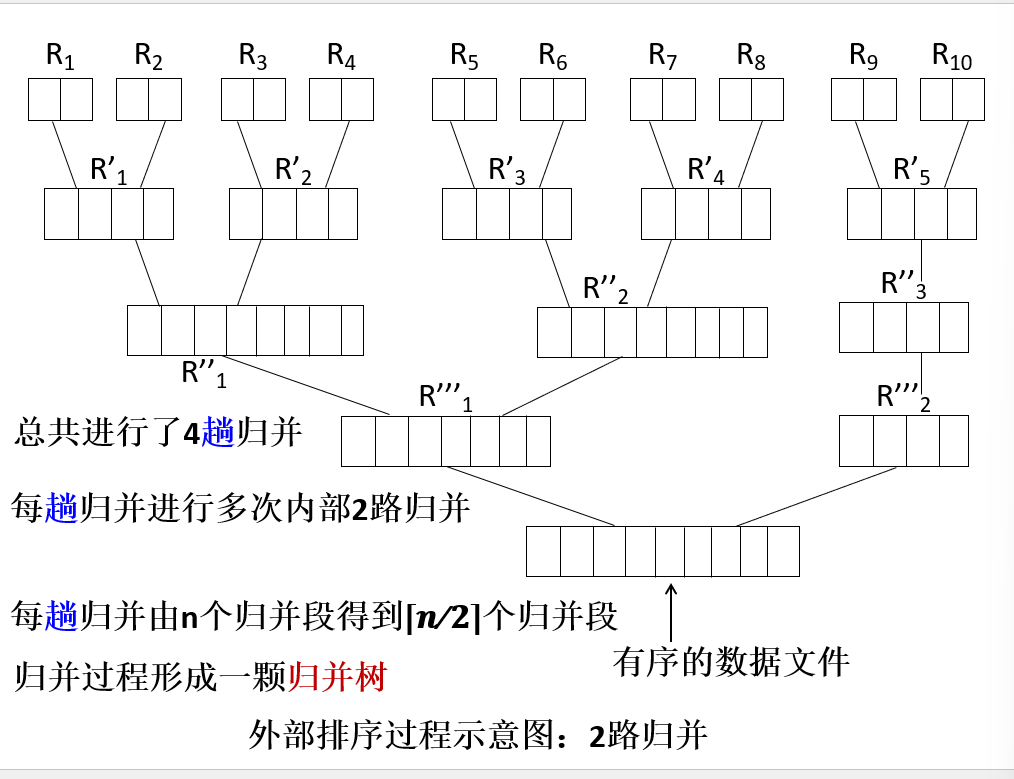 R₁ R₂ R₃ R₄ R₅ R₆ R₇ R₈ R₉ R₁₀
R’₁ R’₂ R’₃ R’₄ R’₅
R’’₂ R’’₃
R’’₁
R’’’₁ R’’’₂
总共进行了4趟归并
每趟归并进行多次内部2路归并
每趟归并由n个归并段得到⌈n/2⌉个归并段
归并过程形成一颗归并树
有序的数据文件
外部排序过程示意图：2路归并